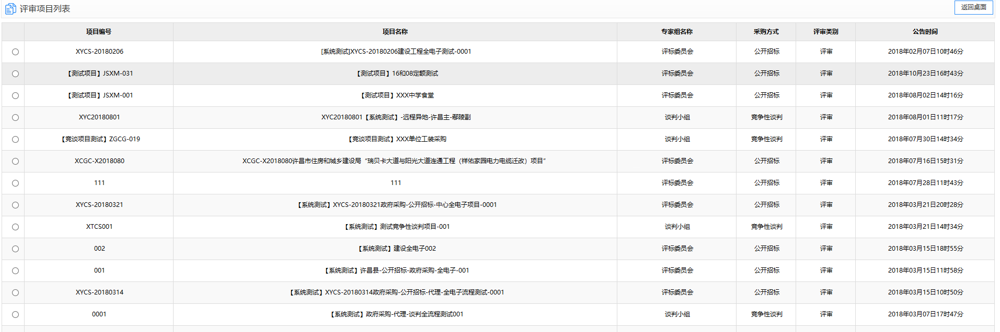 评审项目列表
返回桌面
项目编号 项目名称 专家组名称 采购方式 评审类别 公告时间
XYCS-20180206 [系统测试]XYCS-20180206建设工程全电子测试-0001 评标委员会 公开招标 评审 2018年02月07日10时46分
【测试项目】JSXM-031 【测试项目】16和08定额测试 评标委员会 公开招标 评审 2018年10月23日16时43分
【测试项目】JSXM-001 【测试项目】XXX中学食堂 评标委员会 公开招标 评审 2018年08月02日14时16分
XYC20180801 XYC20180801【系统测试】-远程异地-许昌主-鄢陵副 谈判小组 竞争性谈判 评审 2018年08月01日11时17分
【竞谈项目测试】ZGCG-019 【竞谈项目测试】XXX单位工装采购 谈判小组 竞争性谈判 评审 2018年07月30日14时34分
XCGC-X2018080 XCGC-X2018080许昌市住房和城乡建设局“瑞贝卡大道与阳光大道连通工程（祥佑家园电力电缆迁改）项目” 评标委员会 公开招标 评审 2018年07月16日15时31分
111 111 评标委员会 公开招标 评审 2018年07月28日11时43分
XYCS-20180321 【系统测试】XYCS-20180321政府采购-公开招标-中心全电子项目-0001 评标委员会 公开招标 评审 2018年03月21日20时28分
XTCS001 【系统测试】测试竞争性谈判项目-001 谈判小组 竞争性谈判 评审 2018年03月21日14时34分
002 【系统测试】建设全电子002 评标委员会 公开招标 评审 2018年03月15日18时55分
001 【系统测试】许昌县-公开招标-政府采购-全电子-001 评标委员会 公开招标 评审 2018年03月15日11时58分
XYCS-20180314 【系统测试】XYCS-20180314政府采购-公开招标-代理-全电子流程测试-0001 评标委员会 公开招标 评审 2018年03月15日10时50分
0001 【系统测试】政府采购-代理-谈判全流程测试001 谈判小组 竞争性谈判 评审 2018年03月07日17时47分